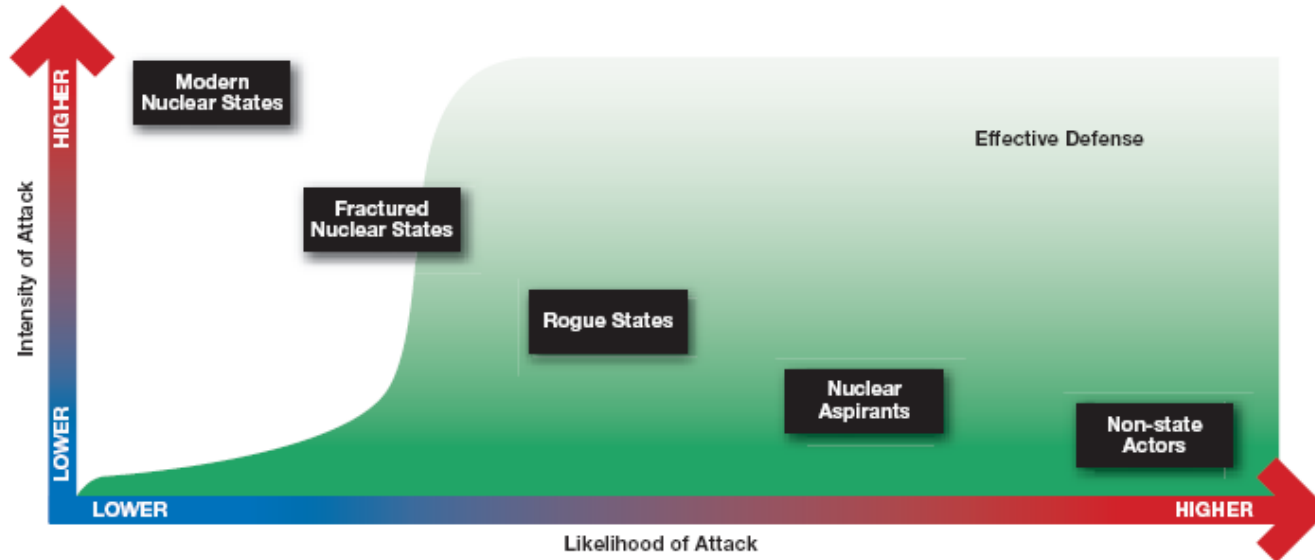 HIGHER
Modern
Nuclear States
Effective Defense
Intensity of Attack
Fractured
Nuclear States
Rogue States
Nuclear
Aspirants
Non-state
Actors
LOWER
LOWER
HIGHER
Likelihood of Attack